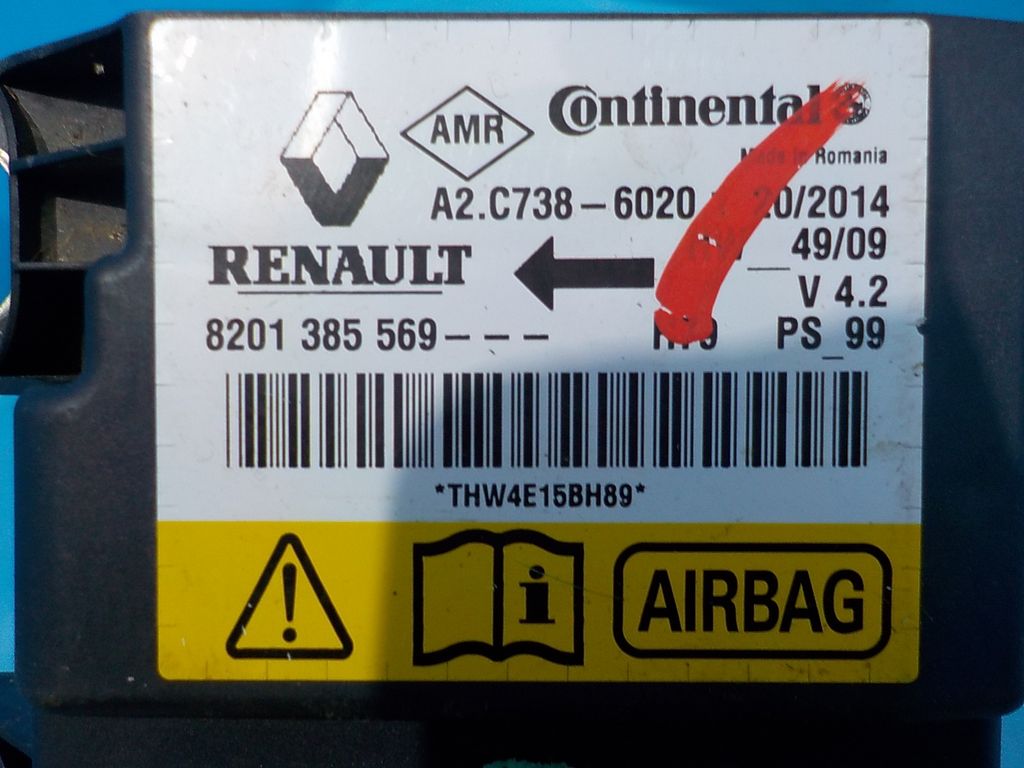 AMR
Continental
Made in Romania
A2.C738-6020 20/2014
49/09
RENAULT
V 4.2
8201 385 569--- PS_99
*THW4E15BH89*
i
AIRBAG